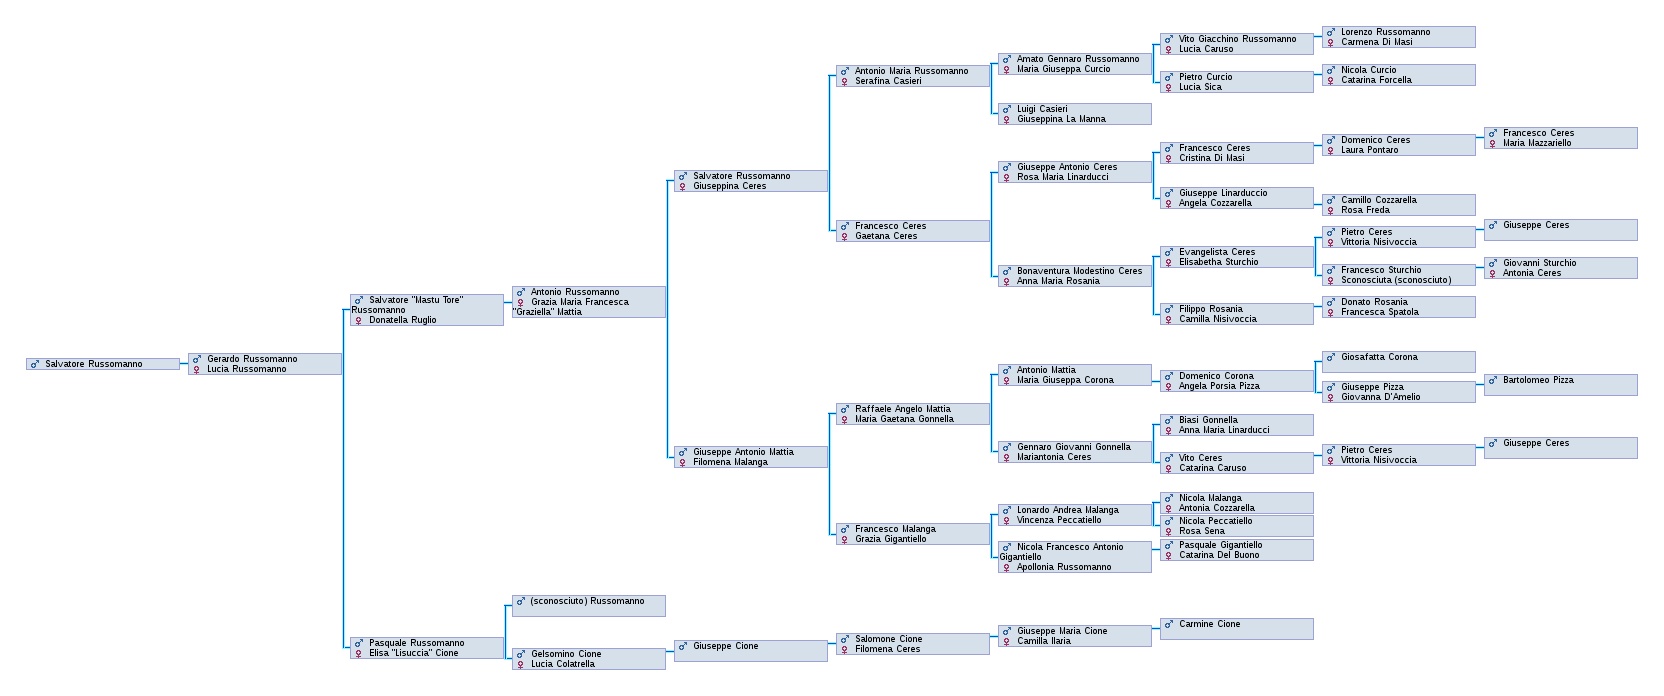 Salvatore Russomanno
Gerardo Russomanno
Lucia Russomanno
Salvatore "Mastu Tore"
Russomanno
Donatella Ruglio
Pasquale Russomanno
Elisa "Lisuccia" Cione
Antonio Russomanno
Grazia Maria Francesca
"Graziella" Mattia
(sconosciuto) Russomanno
Gelsomino Cione
Lucia Colatrella
Salvatore Russomanno
Giuseppina Ceres
Giuseppe Antonio Mattia
Filomena Malanga
Giuseppe Cione
Antonio Maria Russomanno
Serafina Casieri
Francesco Ceres
Gaetana Ceres
Raffaele Angelo Mattia
Maria Gaetana Gonnella
Francesco Malanga
Grazia Gigantiello
Salomone Cione
Filomena Ceres
Amato Gennaro Russomanno
Maria Giuseppa Curcio
Luigi Casieri
Giuseppina La Manna
Giuseppe Antonio Ceres
Rosa Maria Linarducci
Bonaventura Modestino Ceres
Anna Maria Rosania
Antonio Mattia
Maria Giuseppa Corona
Gennaro Giovanni Gonnella
Mariantonia Ceres
Lonardo Andrea Malanga
Vincenza Peccatiello
Nicola Francesco Antonio
Gigantiello
Apollonia Russomanno
Giuseppe Maria Cione
Camilla Ilaria
Vito Giacchino Russomanno
Lucia Caruso
Pietro Curcio
Lucia Sica
Francesco Ceres
Cristina Di Masi
Giuseppe Linarduccio
Angela Cozzarella
Evangelista Ceres
Elisabetha Sturchio
Filippo Rosania
Camilla Nisivoccia
Domenico Corona
Angela Porsia Pizza
Biasi Gonnella
Anna Maria Linarducci
Vito Ceres
Catarina Caruso
Nicola Malanga
Antonia Cozzarella
Nicola Peccatiello
Rosa Sena
Pasquale Gigantiello
Catarina Del Buono
Carmine Cione
Lorenzo Russomanno
Carmena Di Masi
Nicola Curcio
Catarina Forcella
Domenico Ceres
Laura Pontaro
Camillo Cozzarella
Rosa Freda
Pietro Ceres
Vittoria Nisivoccia
Francesco Sturchio
Sconosciuta (sconosciuto)
Donato Rosania
Francesca Spatola
Giosafatta Corona
Giuseppe Pizza
Giovanna D'Amelio
Pietro Ceres
Vittoria Nisivoccia
Francesco Ceres
Maria Mazzariello
Giuseppe Ceres
Giovanni Sturchio
Antonia Ceres
Bartolomeo Pizza
Giuseppe Ceres